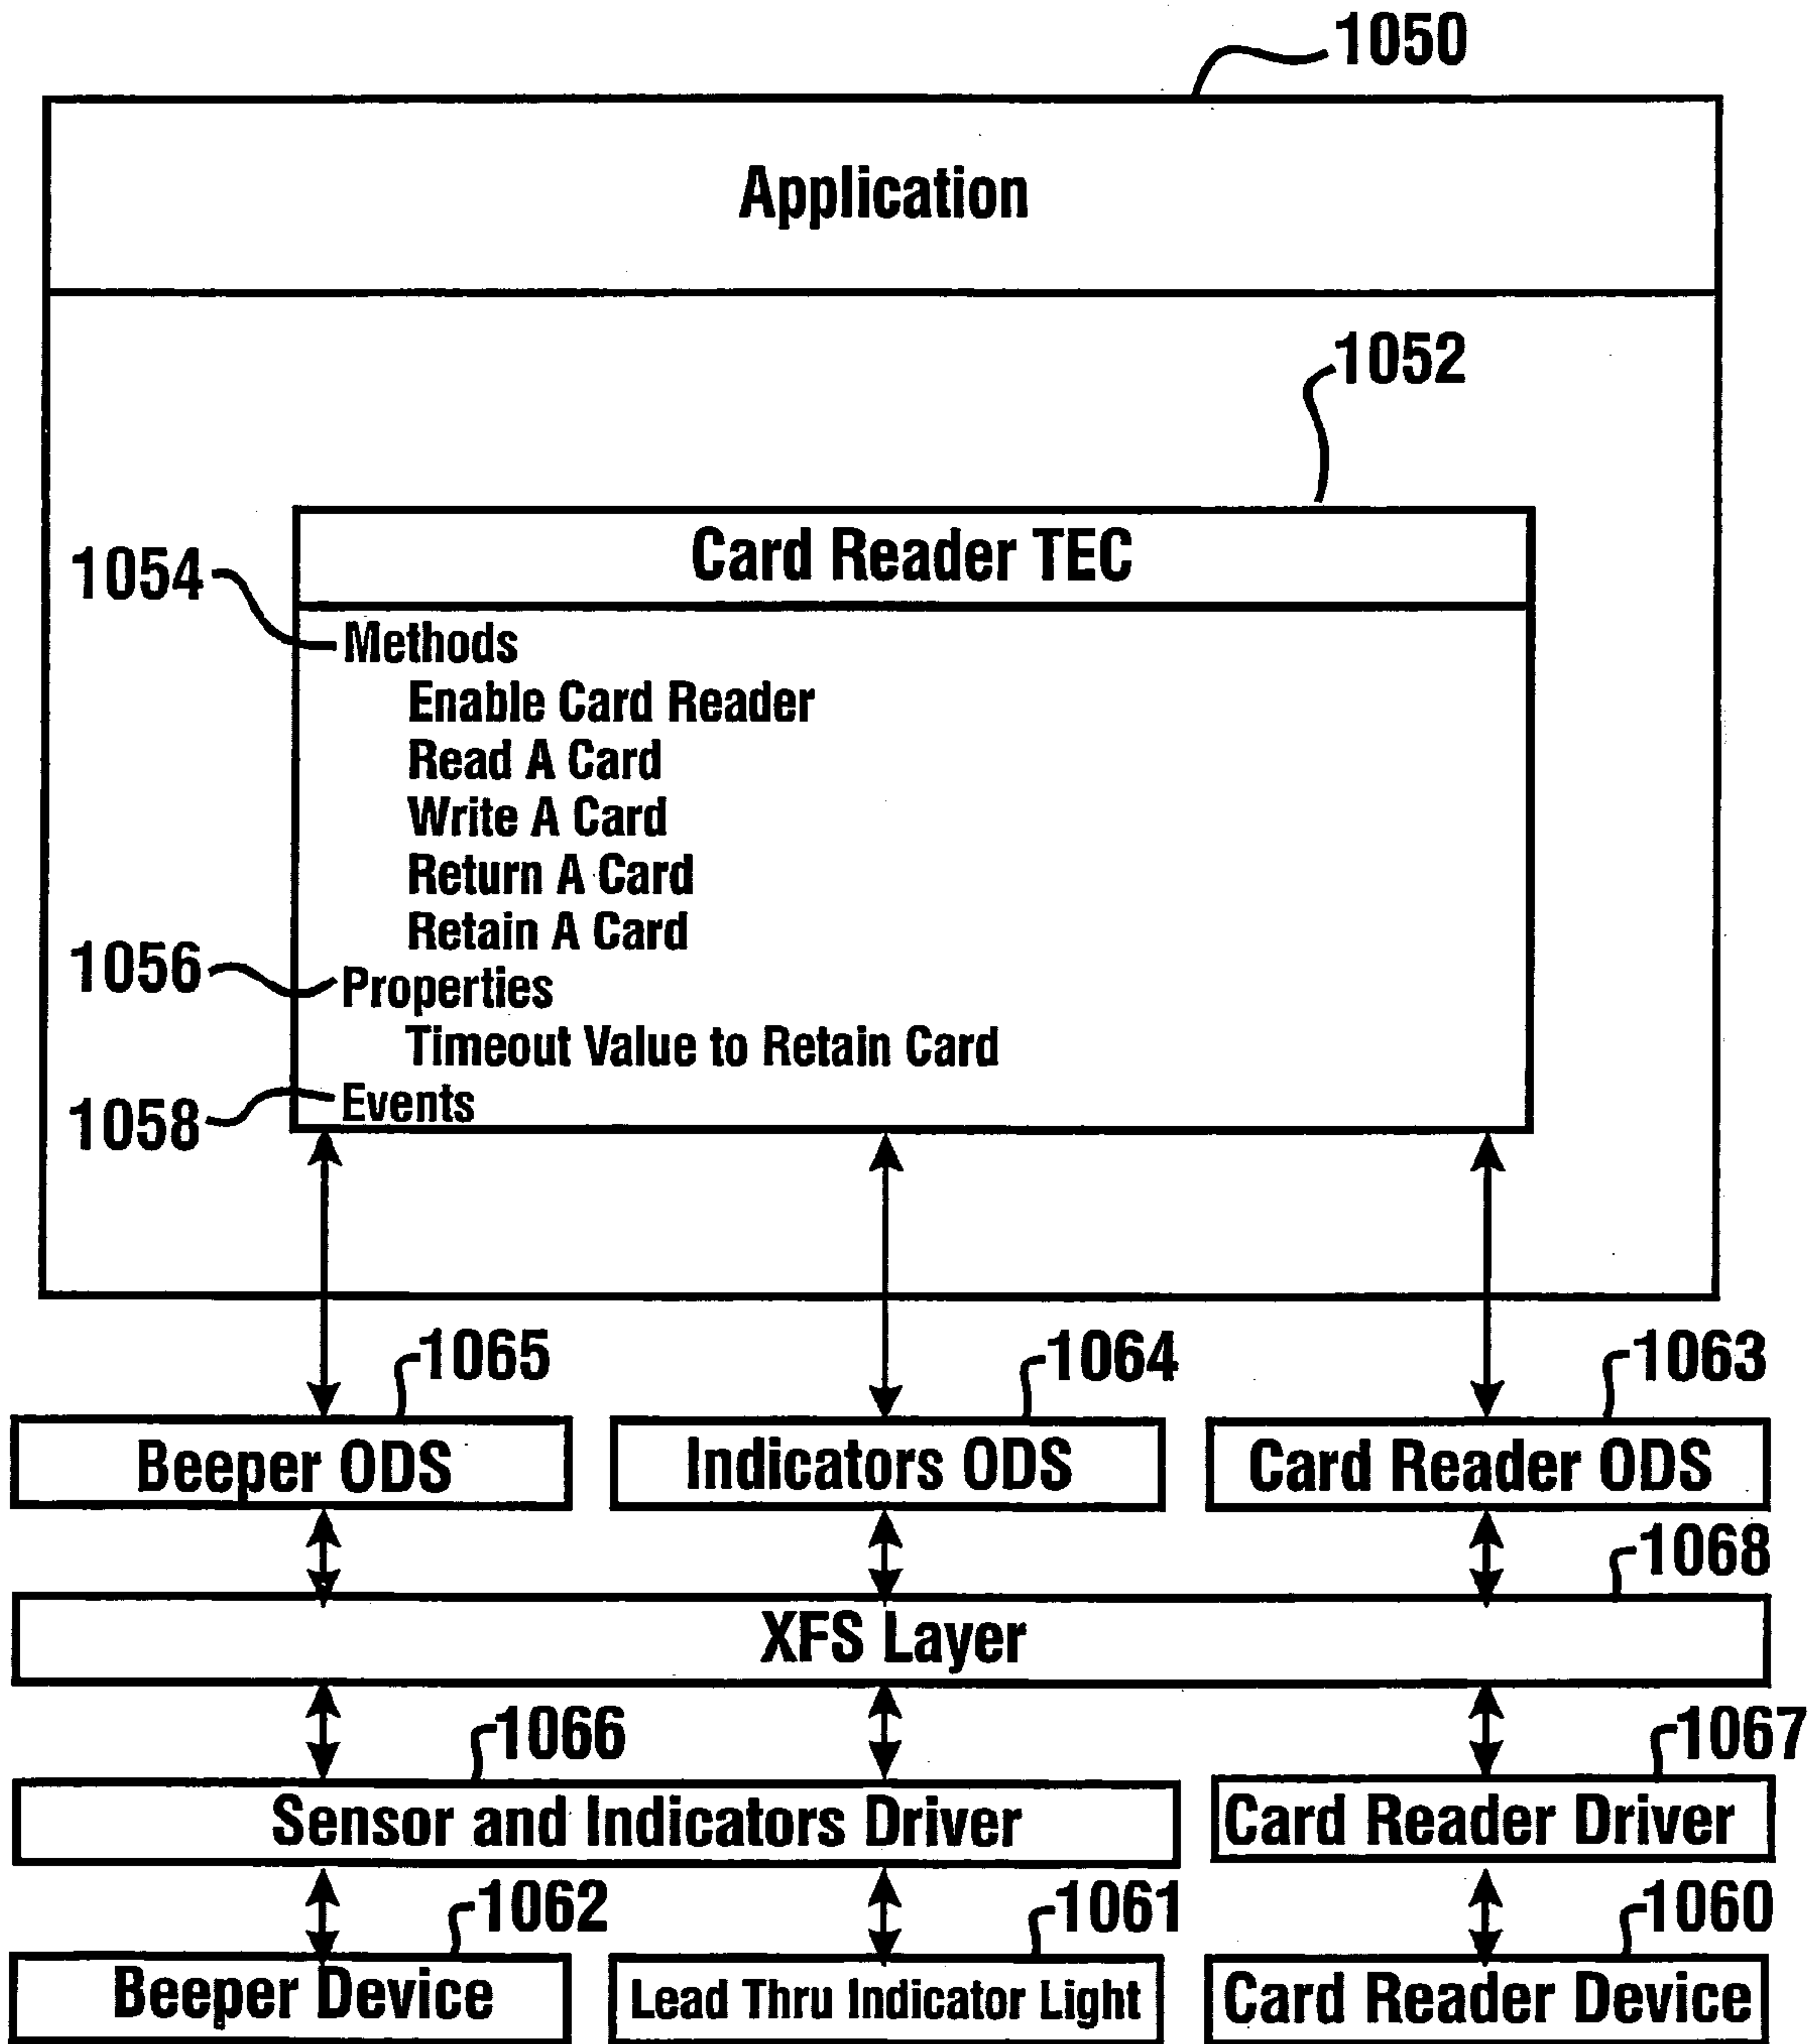 1050
Application
1052
Card Reader TEC
1054
Methods
Enable Card Reader
Read A Card
Write A Card
Return A Card
Retain A Card
1056
Properties
Timeout Value to Retain Card
1058
Events
1065
1064
1063
Beeper ODS
Indicators ODS
Card Reader ODS
1068
XFS Layer
1066
1067
Sensor and Indicators Driver
Card Reader Driver
1062
1061
1060
Beeper Device
Lead Thru Indicator Light
Card Reader Device